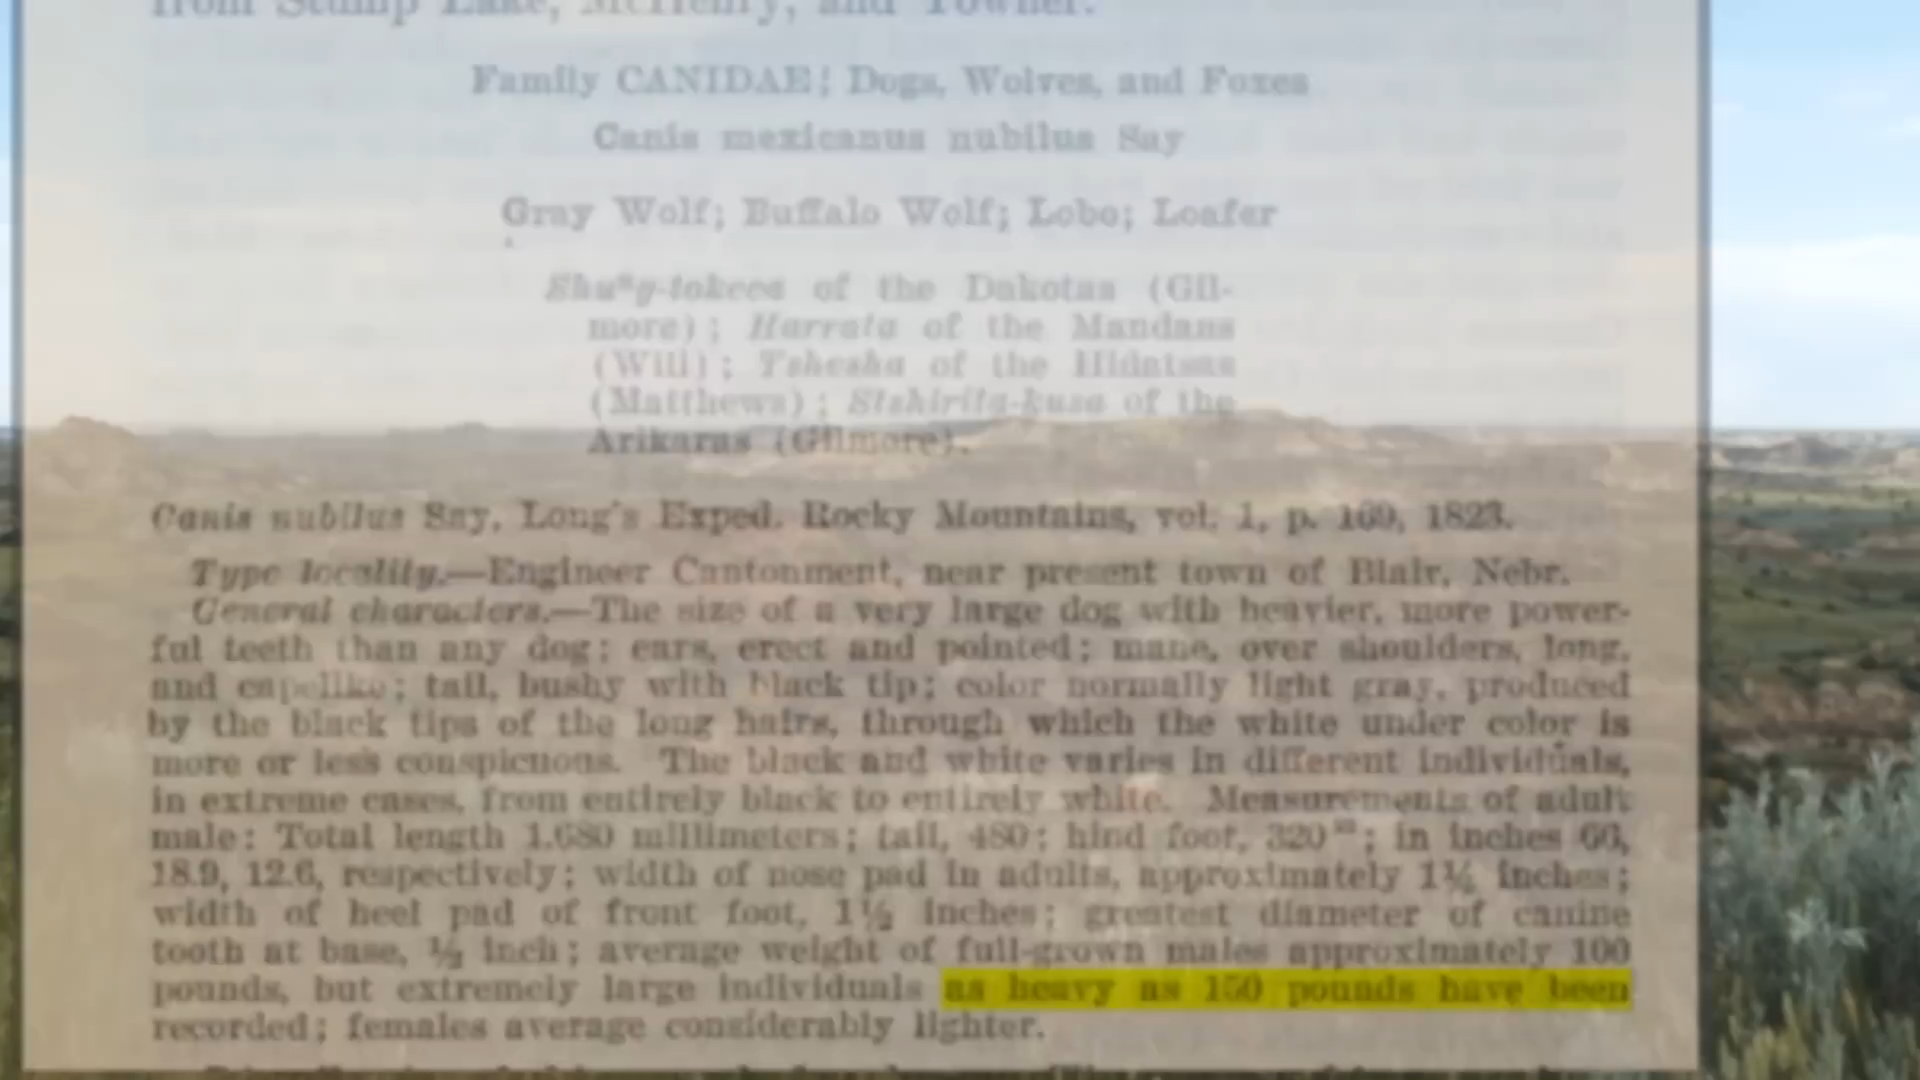 from Stump Lake, McHenry, and Towner.
Family CANIDAE; Dogs, Wolves, and Foxes
Canis mexicanus nubilus Say
Gray Wolf; Buffalo Wolf; Lobo; Loafer
Shuⁿg-tokeca of the Dakotas (Gil-
more); Harrata of the Mandans
(Will); Tshesha of the Hidatsas
(Matthews); Stshirita-kusa of the
Arikaras (Gilmore).
Canis nubilus Say, Long's Exped. Rocky Mountains, vol. 1, p. 169, 1823.
Type locality.—Engineer Cantonment, near present town of Blair, Nebr.
General characters.—The size of a very large dog with heavier, more power-
ful teeth than any dog; ears, erect and pointed; mane, over shoulders, long,
and capelike; tail, bushy with black tip; color normally light gray, produced
by the black tips of the long hairs, through which the white under color is
more or less conspicuous. The black and white varies in different individuals,
in extreme cases, from entirely black to entirely white. Measurements of adult
male: Total length 1,680 millimeters; tail, 480; hind foot, 320; in inches 66,
18.9, 12.6, respectively; width of nose pad in adults, approximately 1¼ inches;
width of heel pad of front foot, 1½ inches; greatest diameter of canine
tooth at base, ½ inch; average weight of full-grown males approximately 100
pounds, but extremely large individuals as heavy as 150 pounds have been
recorded; females average considerably lighter.